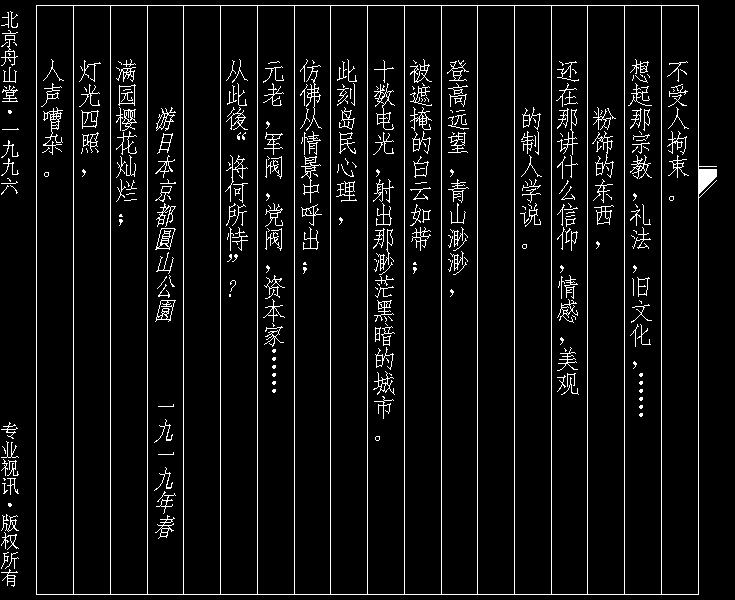 不受人拘束。
想起那宗教，礼法，旧文化，……
粉饰的东西，
还在那讲什么信仰，情感，美观
的制人学说。
登高远望，青山渺渺，
被遮掩的白云如带；
十数电光，射出那渺茫黑暗的城市。
此刻岛民心理，
仿佛从情景中呼出；
元老，军阀，党阀，资本家……
从此後“将何所恃”？
游日本京都圓山公園 一九一九年春
满园樱花灿烂；
灯光四照，
人声嘈杂。
北京舟山堂·一九九六
专业视讯·版权所有